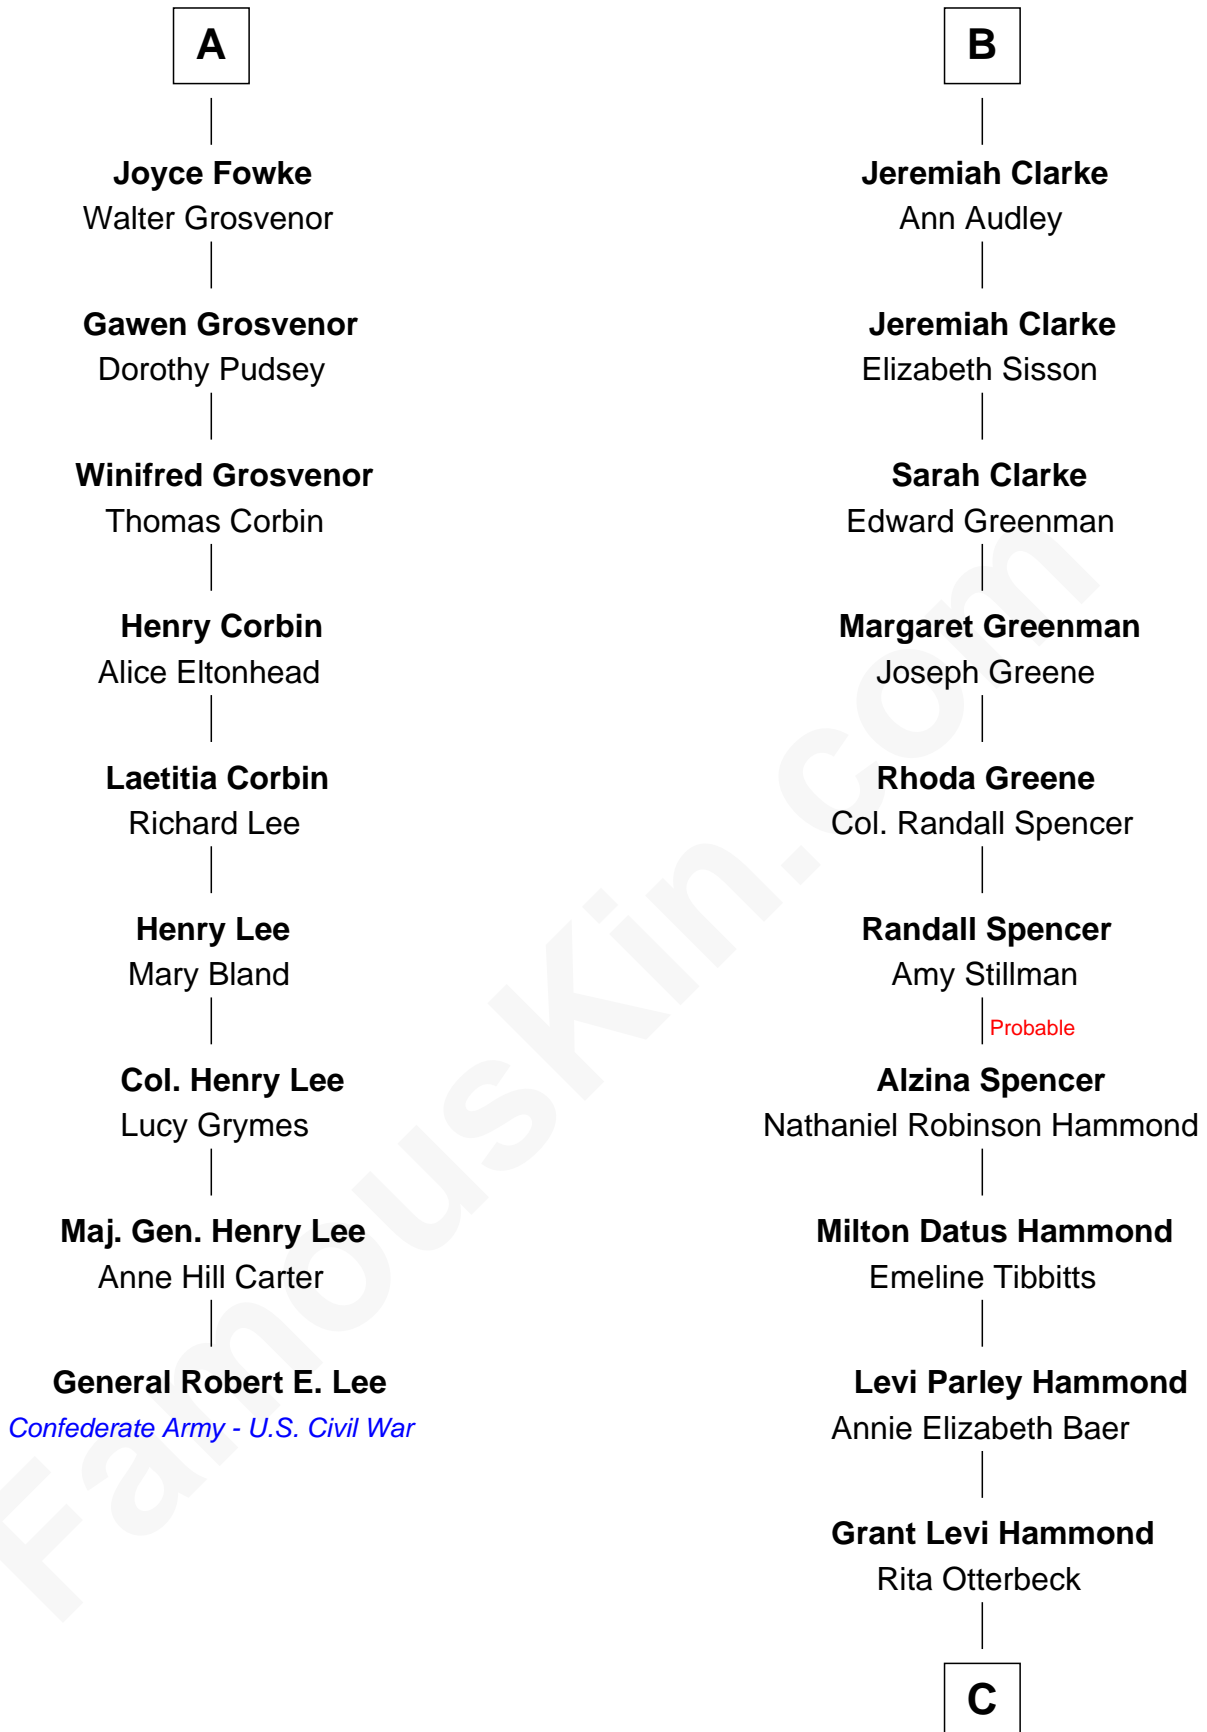 A
Joyce Fowke
Walter Grosvenor
Gawen Grosvenor
Dorothy Pudsey
Winifred Grosvenor
Thomas Corbin
Henry Corbin
Alice Eltonhead
Laetitia Corbin
Richard Lee
Henry Lee
Mary Bland
Col. Henry Lee
Lucy Grymes
Maj. Gen. Henry Lee
Anne Hill Carter
General Robert E. Lee
Confederate Army - U.S. Civil War
B
Jeremiah Clarke
Ann Audley
Jeremiah Clarke
Elizabeth Sisson
Sarah Clarke
Edward Greenman
Margaret Greenman
Joseph Greene
Rhoda Greene
Col. Randall Spencer
Randall Spencer
Amy Stillman
Probable
Alzina Spencer
Nathaniel Robinson Hammond
Milton Datus Hammond
Emeline Tibbitts
Levi Parley Hammond
Annie Elizabeth Baer
Grant Levi Hammond
Rita Otterbeck
C
FamousKin.com